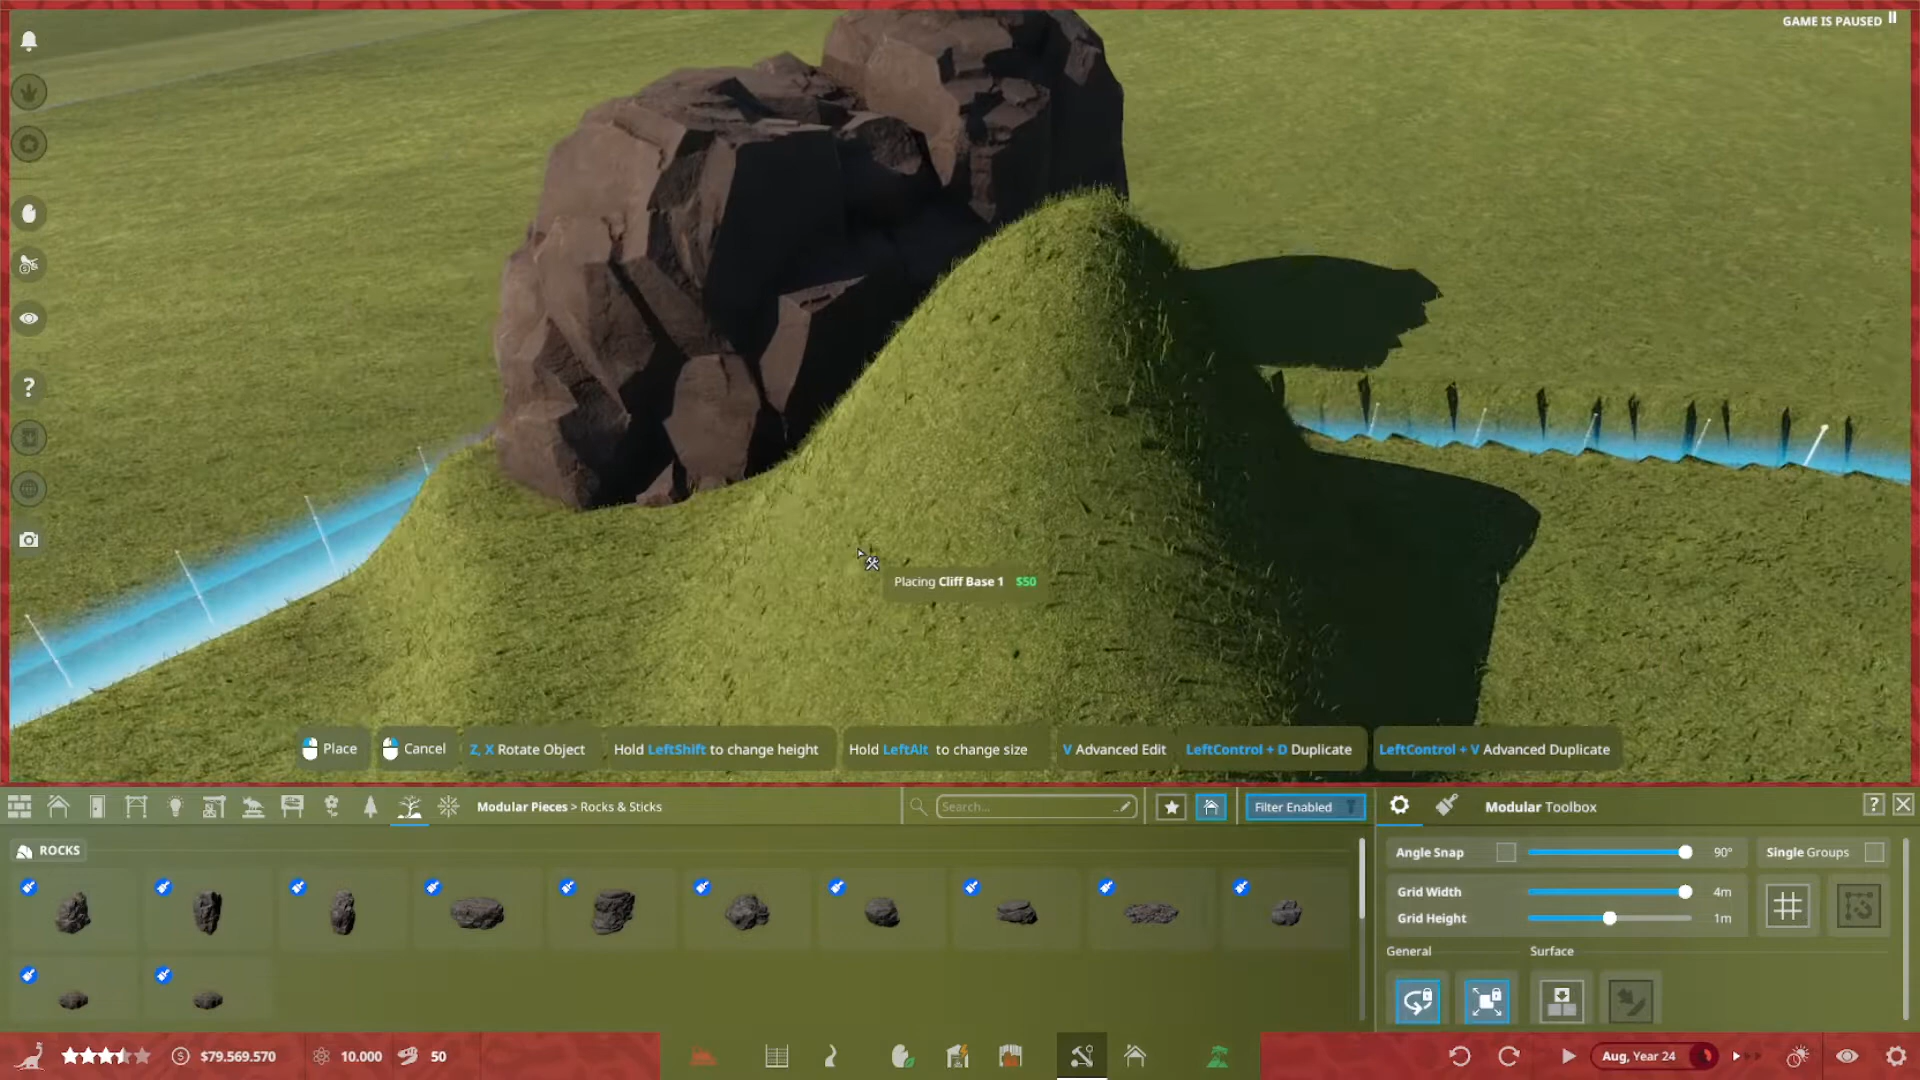 GAME IS PAUSED
?
Placing Cliff Base 1 $50
Place Cancel Z, X Rotate Object Hold LeftShift to change height Hold LeftAlt to change size V Advanced Edit LeftControl + D Duplicate LeftControl + V Advanced Duplicate
Modular Pieces > Rocks & Sticks Search... Filter Enabled Modular Toolbox ?
ROCKS
Angle Snap 90° Single Groups
Grid Width 4m
Grid Height 1m
General Surface
$79.569.570 10.000 50 Aug, Year 24